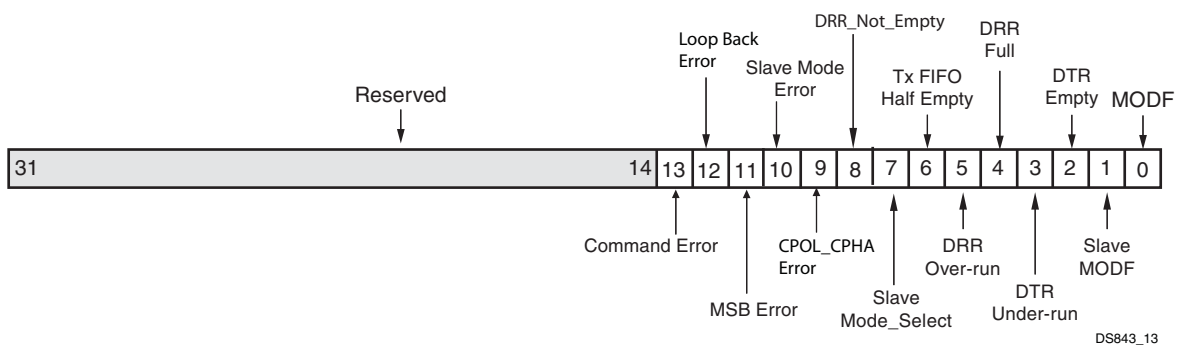 DRR_Not_Empty
DRR
Full
Loop Back
Error
Slave Mode
Error
Tx FIFO
Half Empty
DTR
Empty
MODF
Reserved
31 14 13 12 11 10 9 8 7 6 5 4 3 2 1 0
Command Error
CPOL_CPHA
Error
DRR
Over-run
Slave
MODF
MSB Error
Slave
Mode_Select
DTR
Under-run
DS843_13